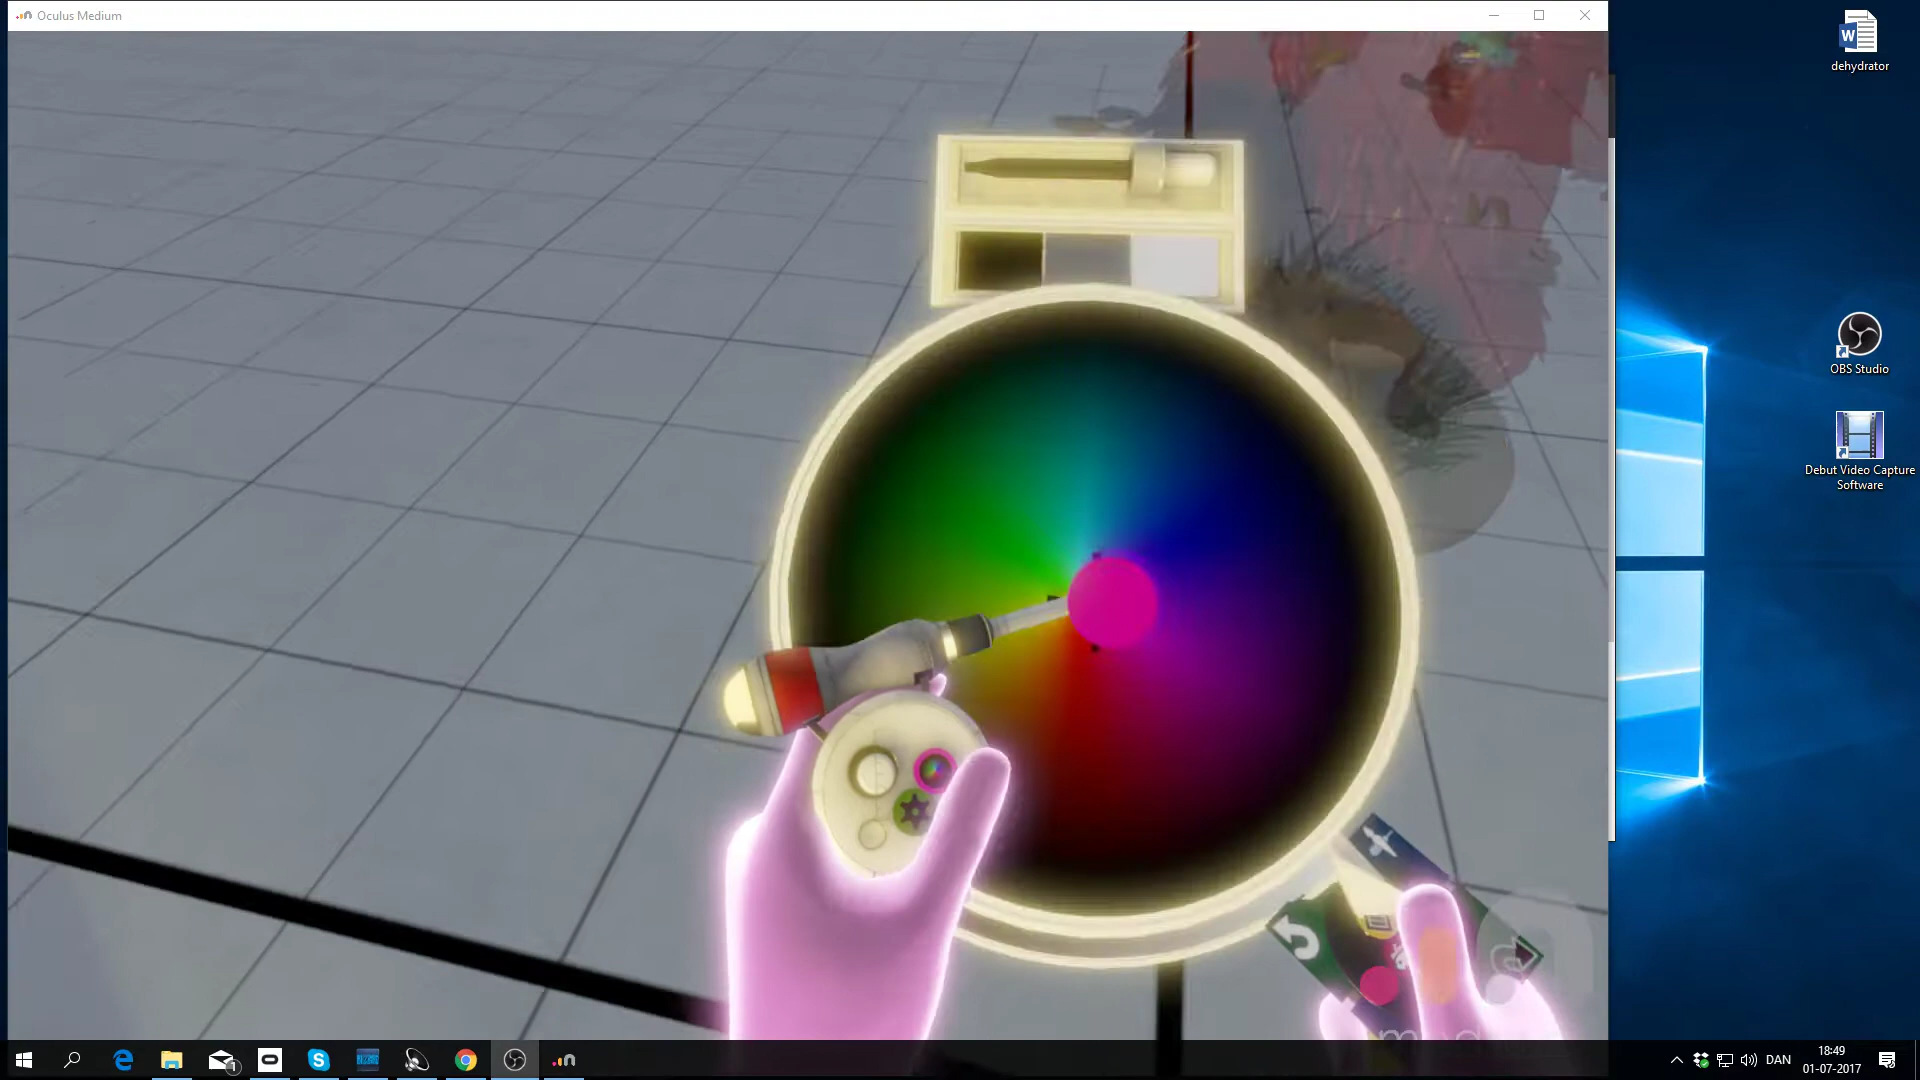 Oculus Medium
dehydrator
OBS Studio
Debut Video Capture
Software
DAN
18:49
01-07-2017